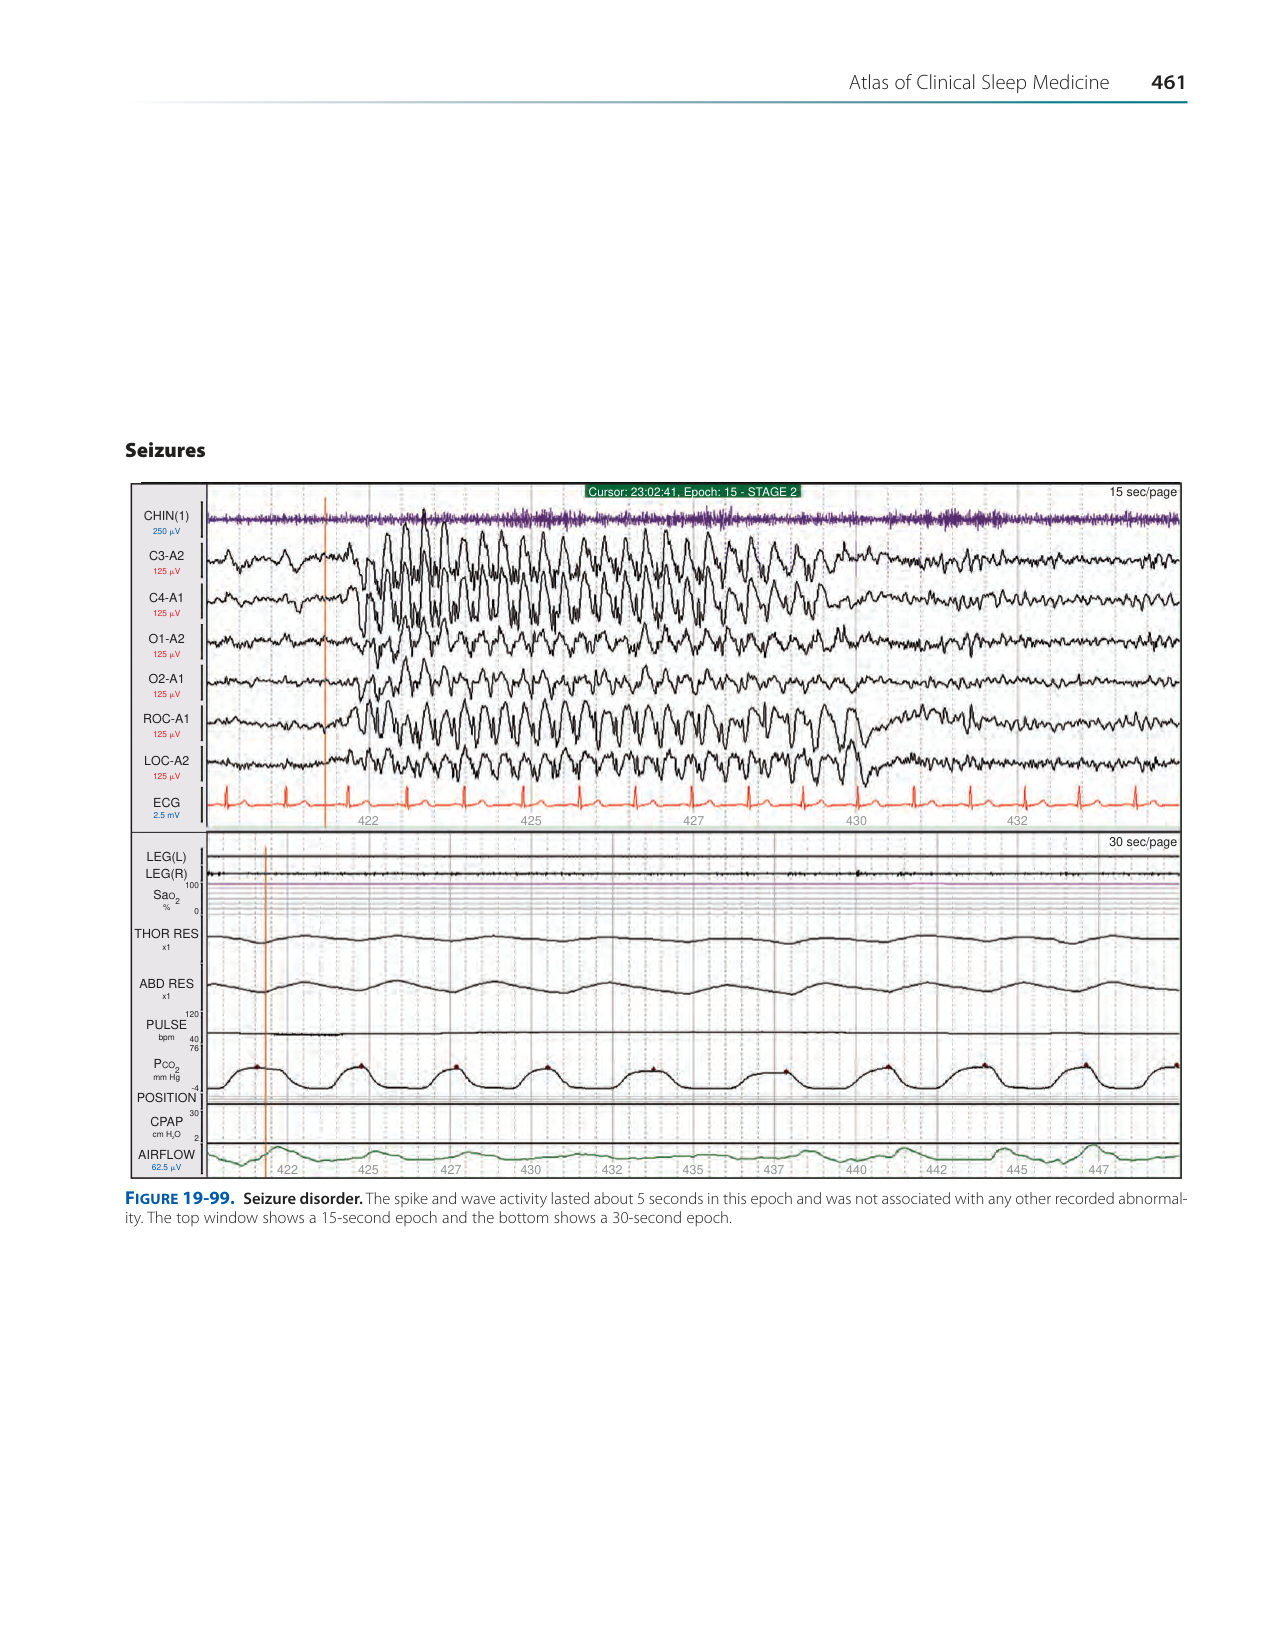 Atlas of Clinical Sleep Medicine 461
Seizures
Cursor: 23:02:41, Epoch: 15 - STAGE 2
15 sec/page
CHIN(1)
250 µV
C3-A2
125 µV
C4-A1
125 µV
O1-A2
125 µV
O2-A1
125 µV
ROC-A1
125 µV
LOC-A2
125 µV
ECG
2.5 mV
422 425 427 430 432
30 sec/page
LEG(L)
LEG(R)
100
SaO2
%
0
THOR RES
x1
ABD RES
x1
120
PULSE
bpm
40
76
PCO2
mm Hg
-4
POSITION
30
CPAP
cm H2O
2
AIRFLOW
62.5 µV
422 425 427 430 432 435 437 440 442 445 447
FIGURE 19-99. Seizure disorder. The spike and wave activity lasted about 5 seconds in this epoch and was not associated with any other recorded abnormal-
ity. The top window shows a 15-second epoch and the bottom shows a 30-second epoch.